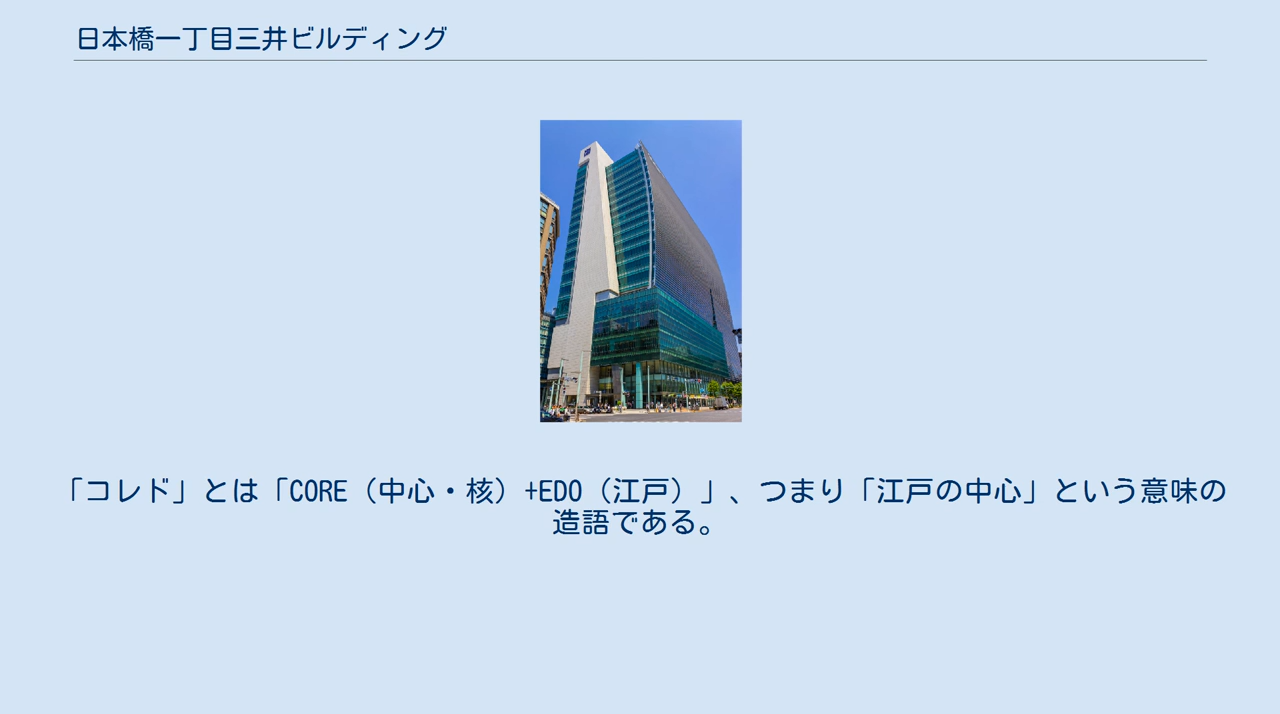 日本橋一丁目三井ビルディング
「コレド」とは「CORE（中心・核）+EDO（江戸）」、つまり「江戸の中心」という意味の
造語である。